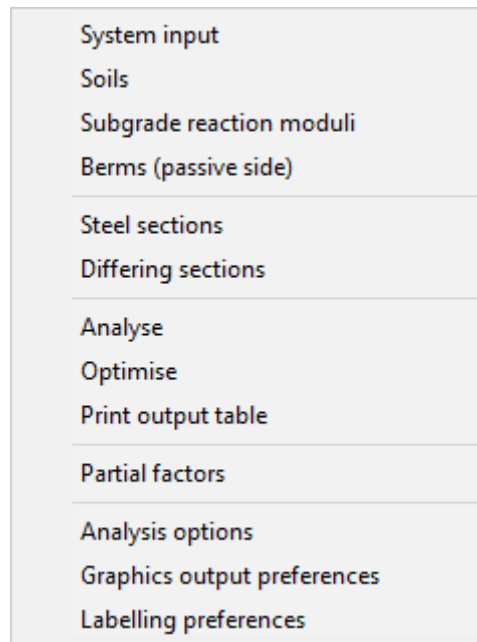 System input
Soils
Subgrade reaction moduli
Berms (passive side)
Steel sections
Differing sections
Analyse
Optimise
Print output table
Partial factors
Analysis options
Graphics output preferences
Labelling preferences